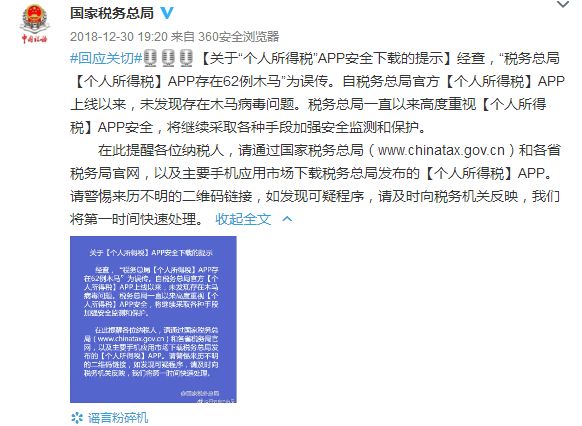 国家税务总局
2018-12-30 19:20 来自 360安全浏览器
#回应关切#【关于“个人所得税”APP安全下载的提示】经查，“税务总局
【个人所得税】APP存在62例木马”为误传。自税务总局官方【个人所得税】APP
上线以来，未发现存在木马病毒问题。税务总局一直以来高度重视【个人所得
税】APP安全，将继续采取各种手段加强安全监测和保护。
在此提醒各位纳税人，请通过国家税务总局（www.chinatax.gov.cn）和各省
税务局官网，以及主要手机应用市场下载税务总局发布的【个人所得税】APP。
请警惕来历不明的二维码链接，如发现可疑程序，请及时向税务机关反映，我们
将第一时间快速处理。 收起全文
关于【个人所得税】APP安全下载的提示
经查，“税务总局【个人所得税】APP存
在62例木马”为误传。自税务总局官方【个
人所得税】APP上线以来，未发现存在木马
病毒问题。税务总局一直以来高度重视【个
人所得税】APP安全，将继续采取各种手段
加强安全监测和保护。
在此提醒各位纳税人，请通过国家税务总
局（www.chinatax.gov.cn）和各省税务局官
网，以及主要手机应用市场下载税务总局发
布的【个人所得税】APP。请警惕来历不明
的二维码链接，如发现可疑程序，请及时向
税务机关反映，我们将第一时间快速处理。
@国家税务总局
谣言粉碎机